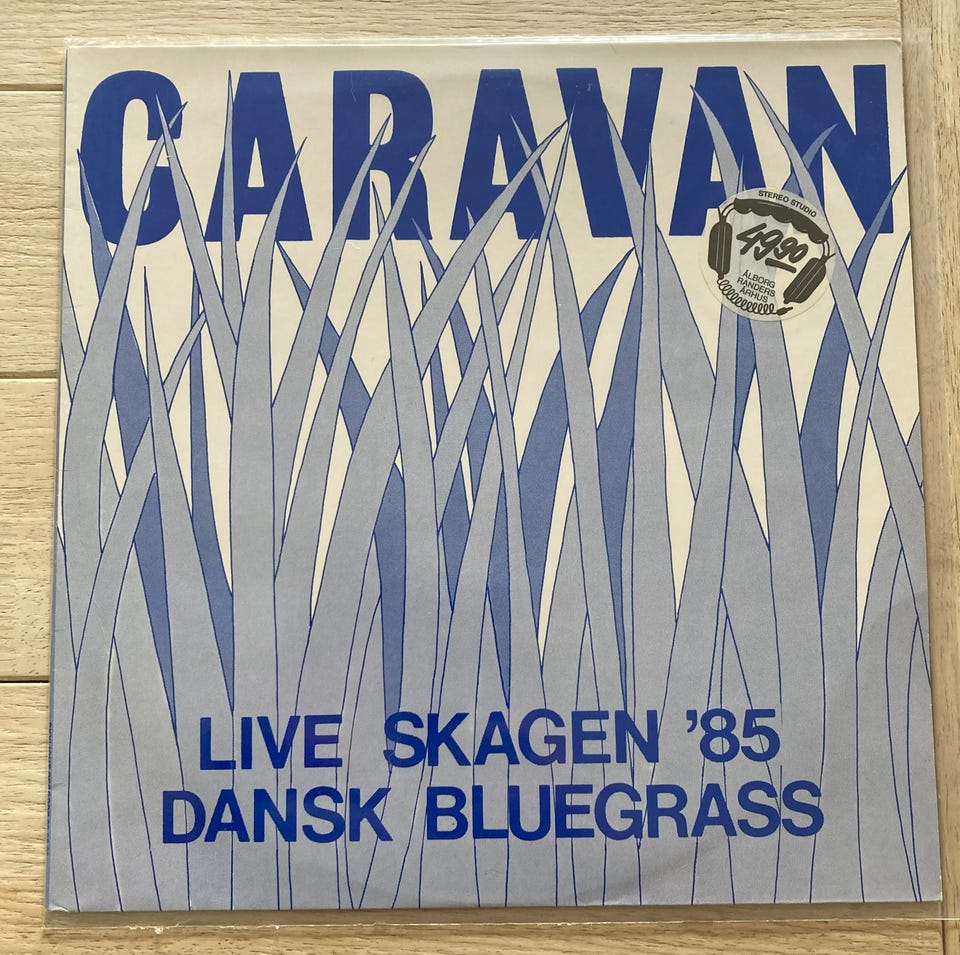 CARAVAN
STEREO STUDIO
49.90
ÅLBORG
RANDERS
ÅRHUS
LIVE SKAGEN '85
DANSK BLUEGRASS